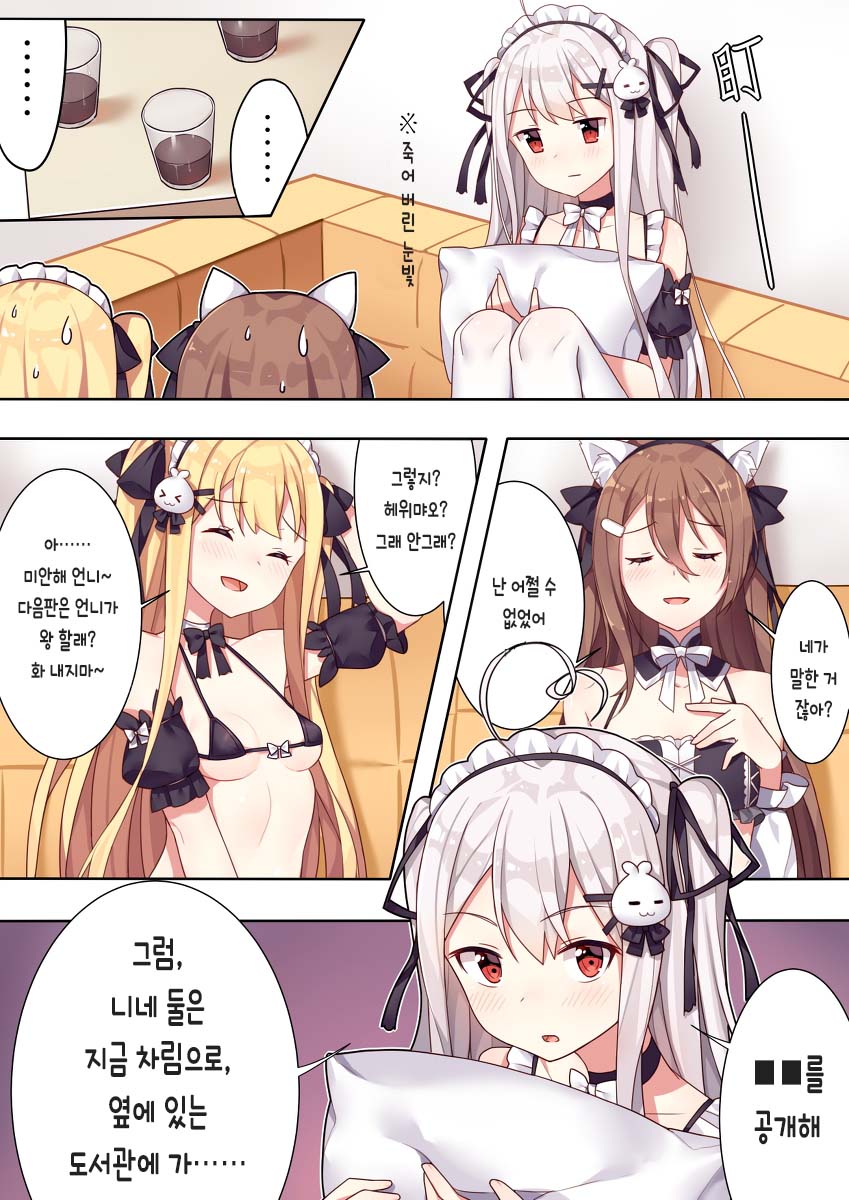 ……
……
盯——
※죽어 버린 눈빛
아……
미안해 언니~
다음판은 언니가
왕 할래?
화 내지마~
그렇지?
헤위먀오?
그래 안그래?
난 어쩔 수
없었어
네가
말한 거
잖아?
그럼,
니네 둘은
지금 차림으로,
옆에 있는
도서관에 가……
■■를
공개해